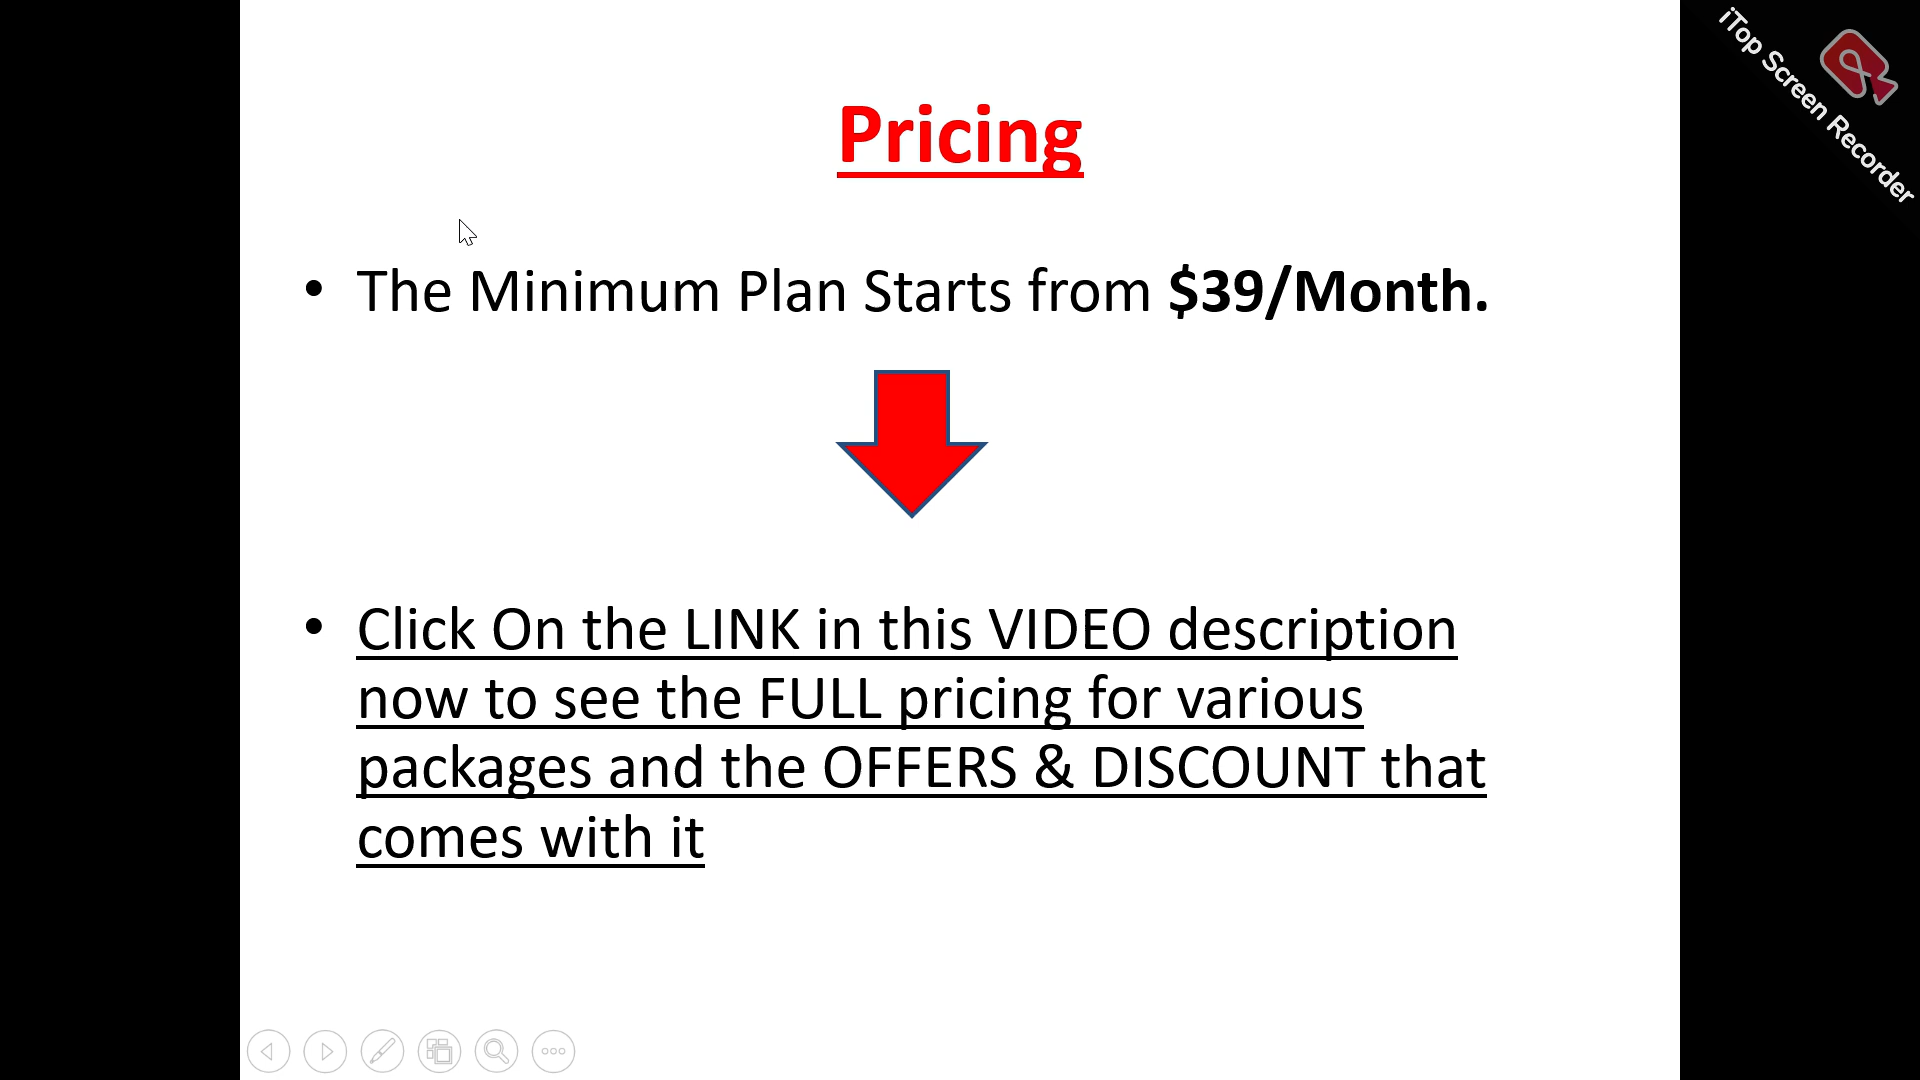 Pricing
• The Minimum Plan Starts from $39/Month.
• Click On the LINK in this VIDEO description
now to see the FULL pricing for various
packages and the OFFERS & DISCOUNT that
comes with it
iTop Screen Recorder